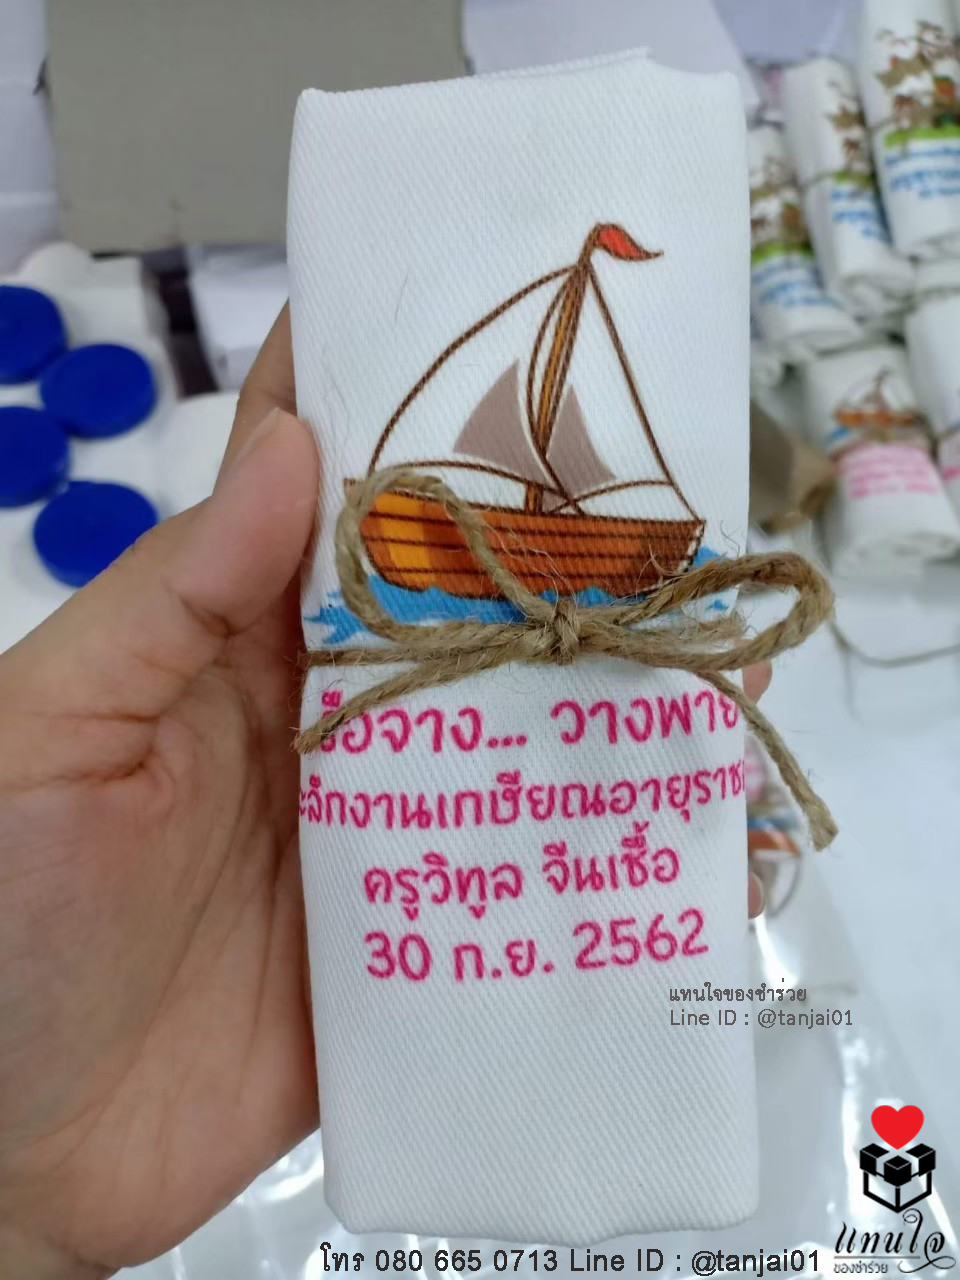 เรือจาง... วางพาย
ระลึกงานเกษียณอายุราช
ครูวิฑูล จีนเชื้อ
30 ก.ย. 2562
แทนใจของชำร่วย
Line ID : @tanjai01
แทนใจ
ของชำร่วย
โทร 080 665 0713 Line ID : @tanjai01